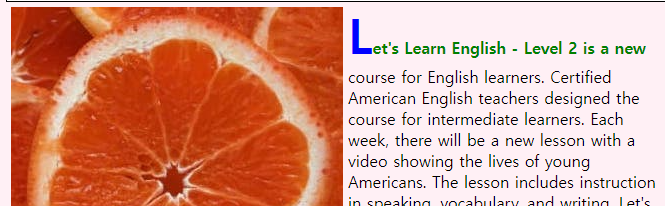 Let's Learn English - Level 2 is a new
course for English learners. Certified
American English teachers designed the
course for intermediate learners. Each
week, there will be a new lesson with a
video showing the lives of young
Americans. The lesson includes instruction
in speaking, vocabulary, and writing. Let's